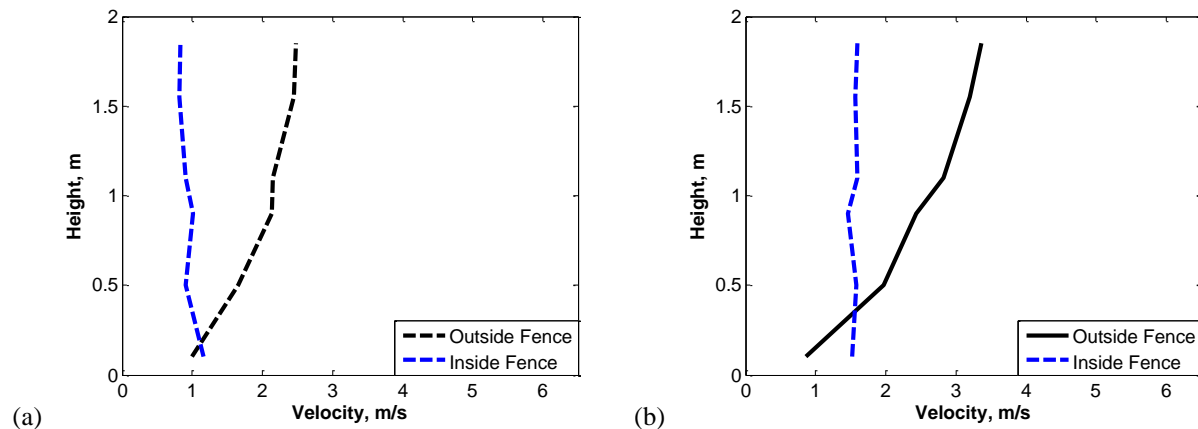 2
1.5
1
0.5
0
Height, m
0 1 2 3 4 5 6
Velocity, m/s
Outside Fence
Inside Fence
(a)
2
1.5
1
0.5
0
Height, m
0 1 2 3 4 5 6
Velocity, m/s
Outside Fence
Inside Fence
(b)